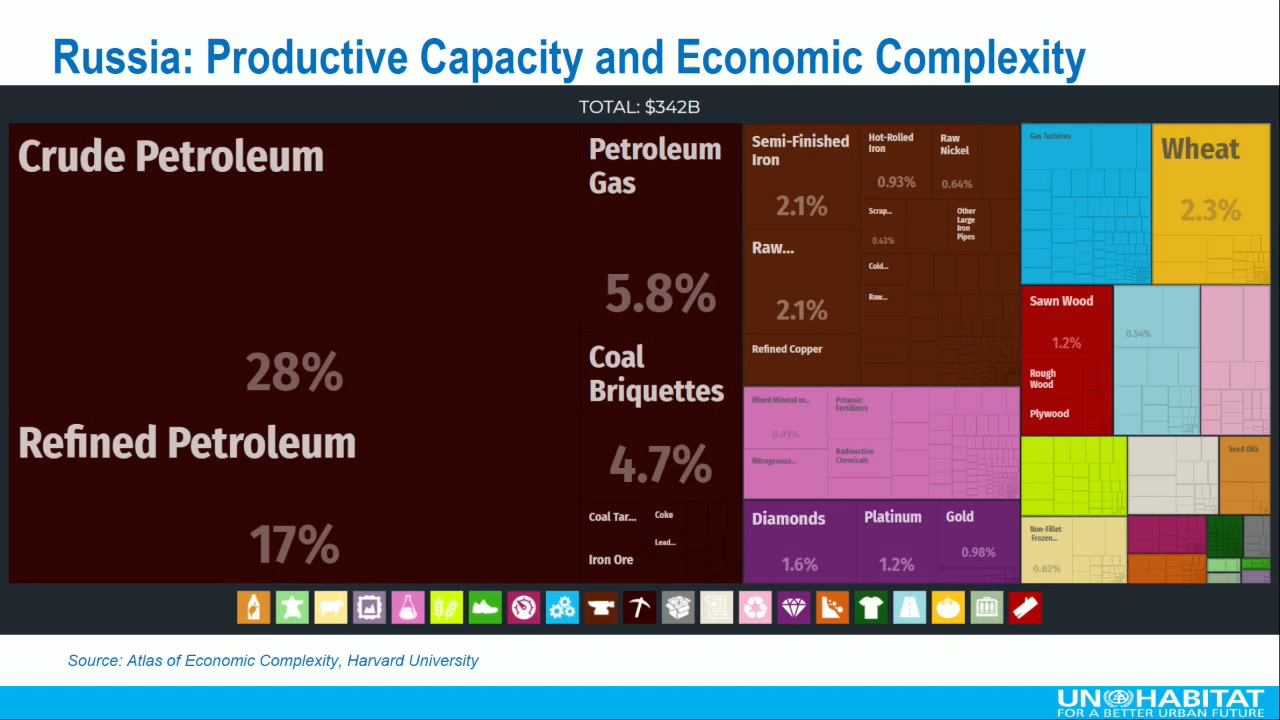 Russia: Productive Capacity and Economic Complexity
TOTAL: $342B
Crude Petroleum
28%
Refined Petroleum
17%
Petroleum
Gas
5.8%
Coal
Briquettes
4.7%
Coal Tar...
Coke
Lead...
Iron Ore
Semi-Finished
Iron
2.1%
Raw...
2.1%
Refined Copper
Hot-Rolled
Iron
0.93%
Raw
Nickel
0.64%
Scrap...
0.43%
Other
Large
Iron
Pipes
Cold...
Raw...
Mixed Mineral or...
0.91%
Potassic
Fertilizers
Nitrogenous...
Radioactive
Chemicals
Diamonds
1.6%
Platinum
1.2%
Gold
0.98%
Gas Turbines
Wheat
2.3%
Sawn Wood
1.2%
Rough
Wood
Plywood
0.54%
Seed Oils
Non-Fillet
Frozen...
0.62%
Source: Atlas of Economic Complexity, Harvard University
UN HABITAT
FOR A BETTER URBAN FUTURE